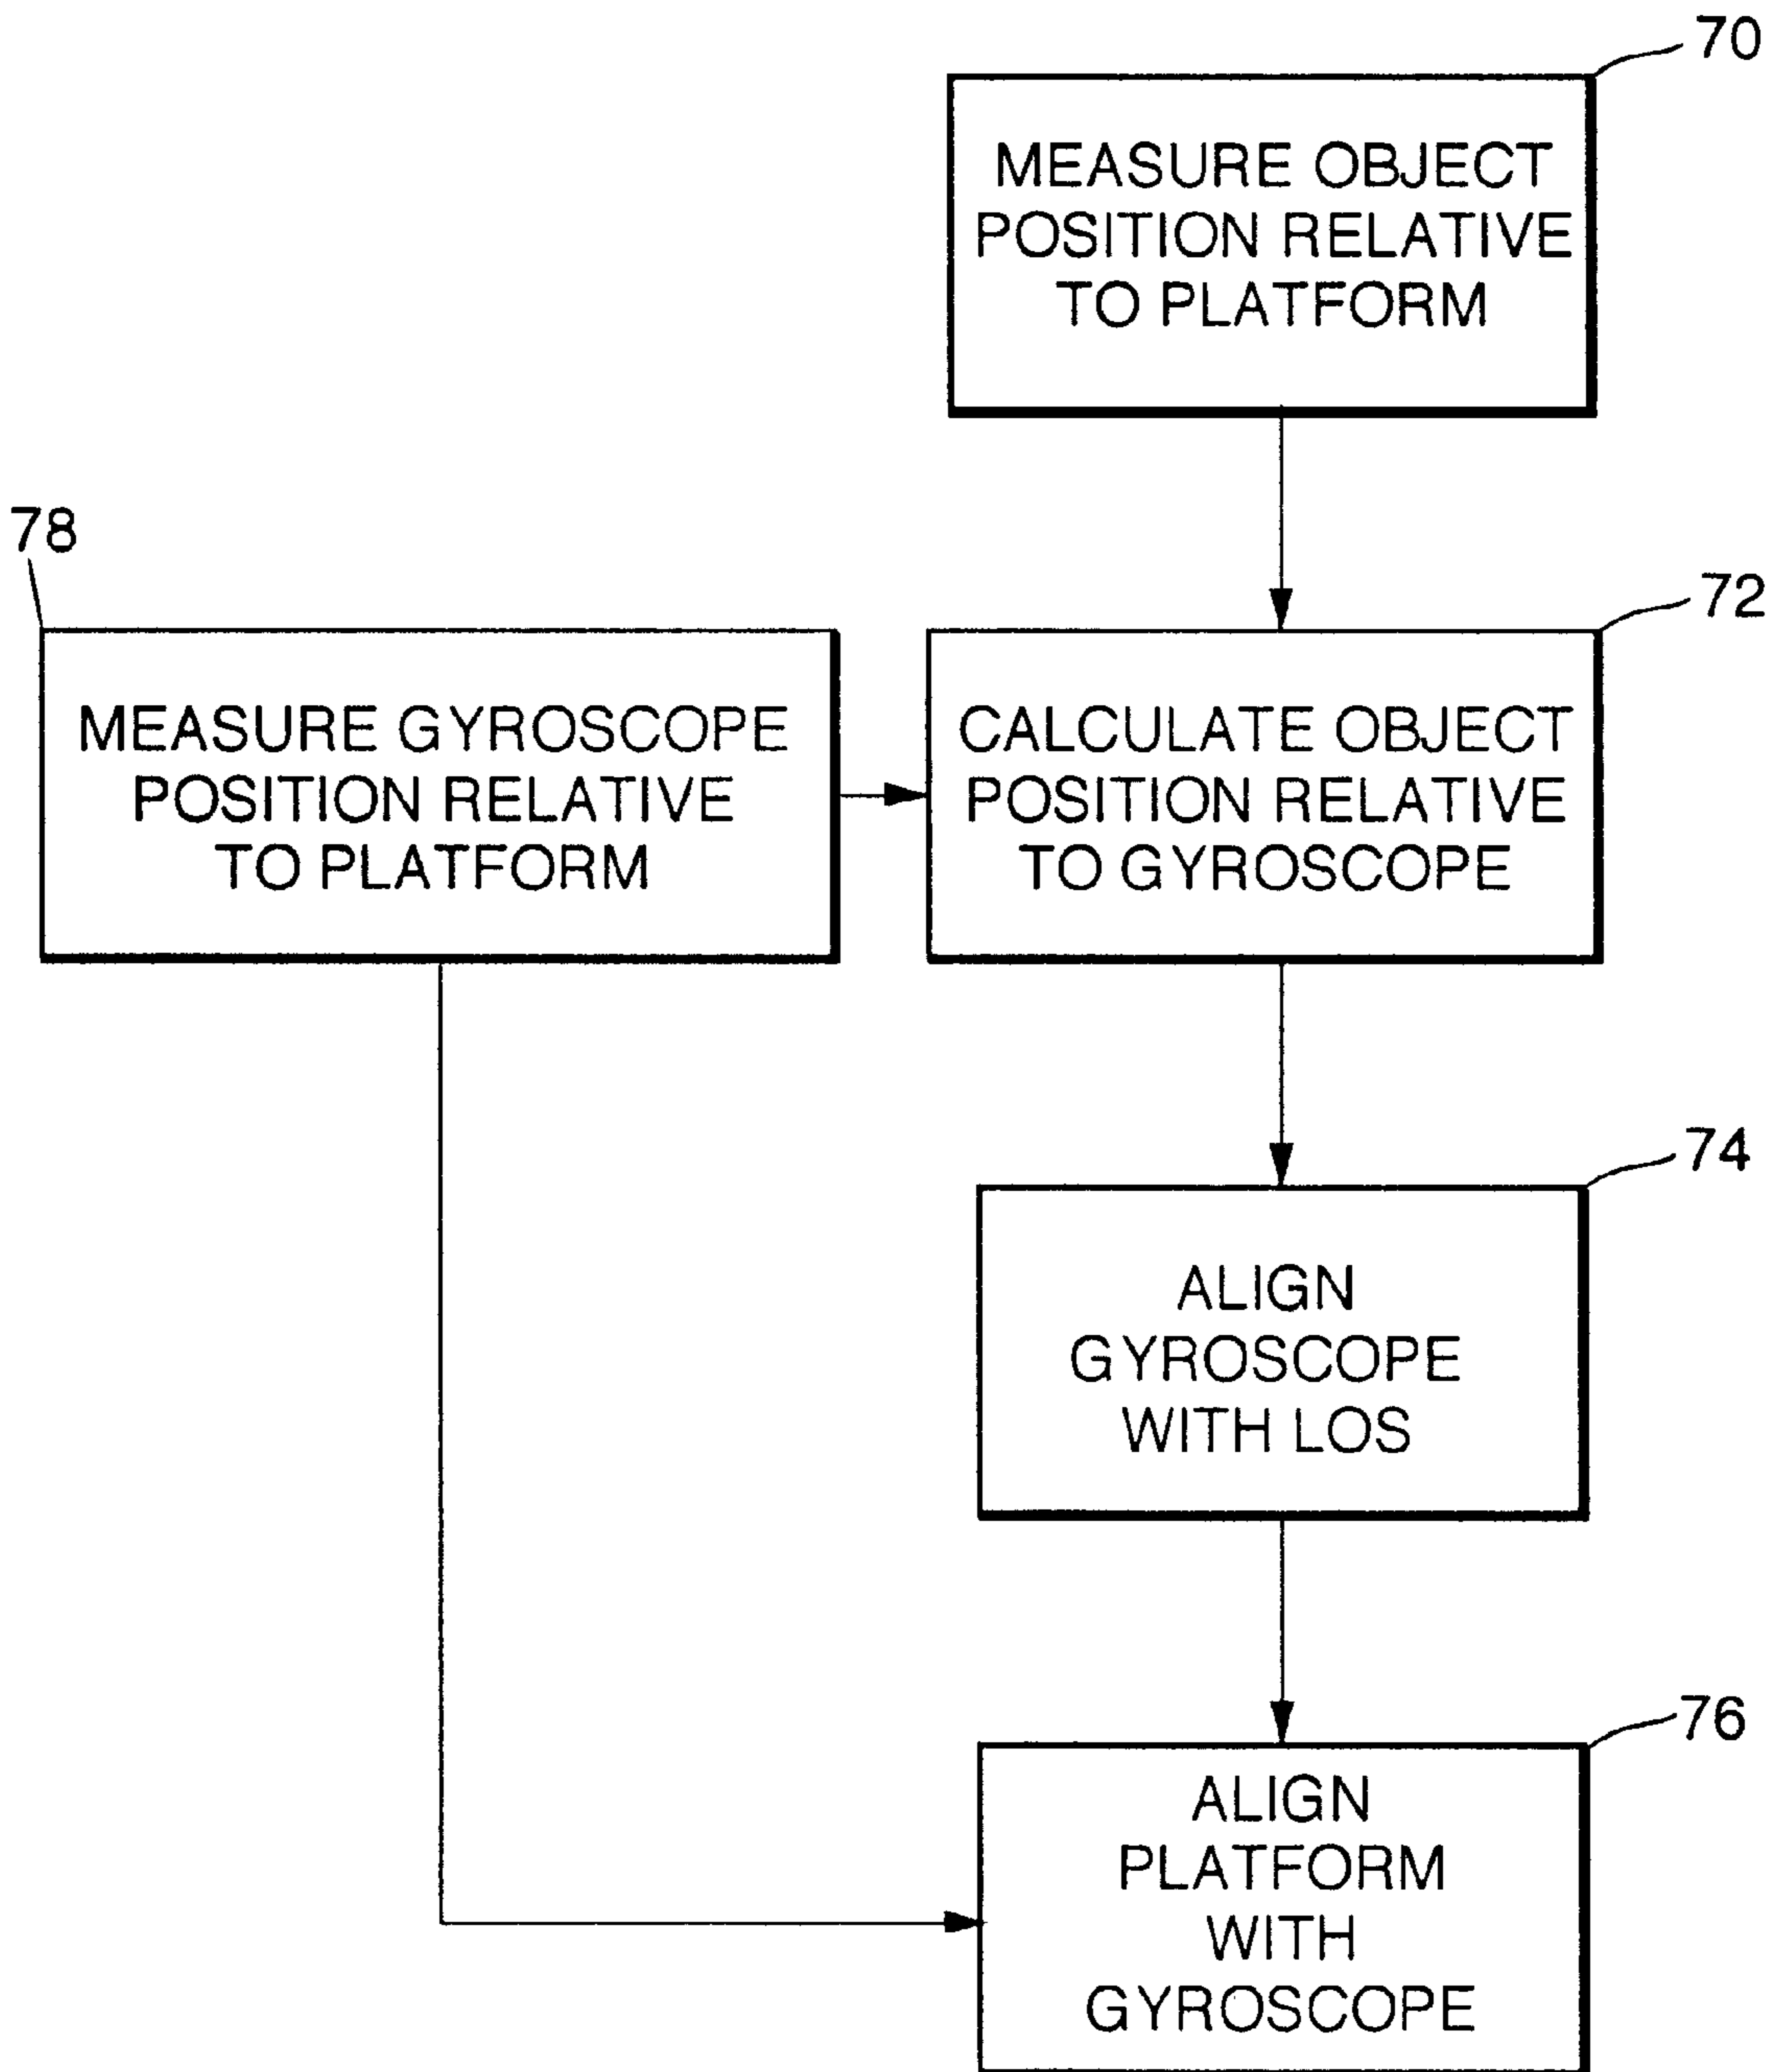 70
MEASURE OBJECT
POSITION RELATIVE
TO PLATFORM
78
MEASURE GYROSCOPE
POSITION RELATIVE
TO PLATFORM
72
CALCULATE OBJECT
POSITION RELATIVE
TO GYROSCOPE
74
ALIGN
GYROSCOPE
WITH LOS
76
ALIGN
PLATFORM
WITH
GYROSCOPE